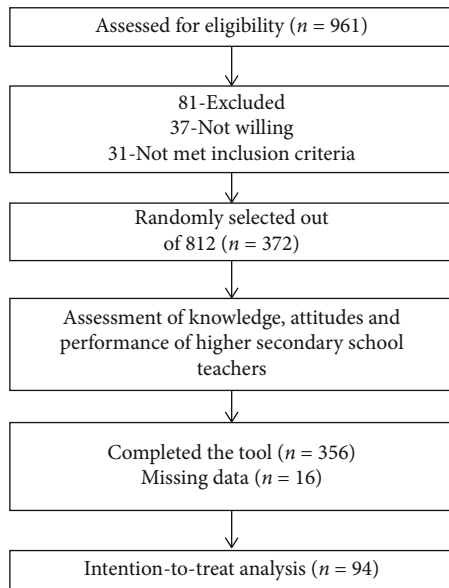 Assessed for eligibility (n = 961)
81-Excluded
37-Not willing
31-Not met inclusion criteria
Randomly selected out
of 812 (n = 372)
Assessment of knowledge, attitudes and
performance of higher secondary school
teachers
Completed the tool (n = 356)
Missing data (n = 16)
Intention-to-treat analysis (n = 94)